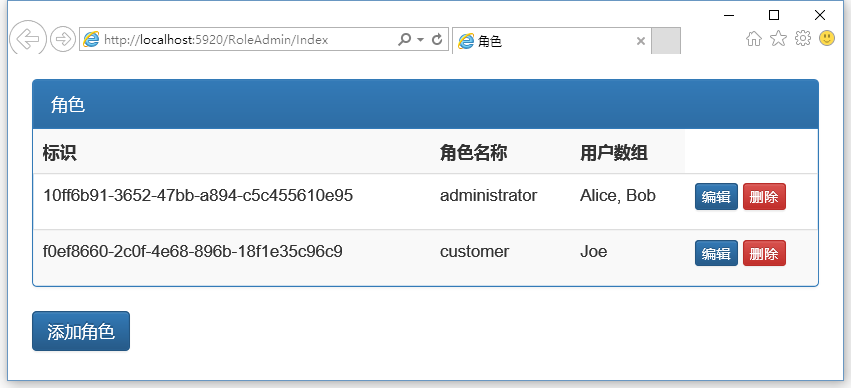 http://localhost:5920/RoleAdmin/Index 角色
角色
标识 角色名称 用户数组
10ff6b91-3652-47bb-a894-c5c455610e95 administrator Alice, Bob 编辑 删除
f0ef8660-2c0f-4e68-896b-18f1e35c96c9 customer Joe 编辑 删除
添加角色